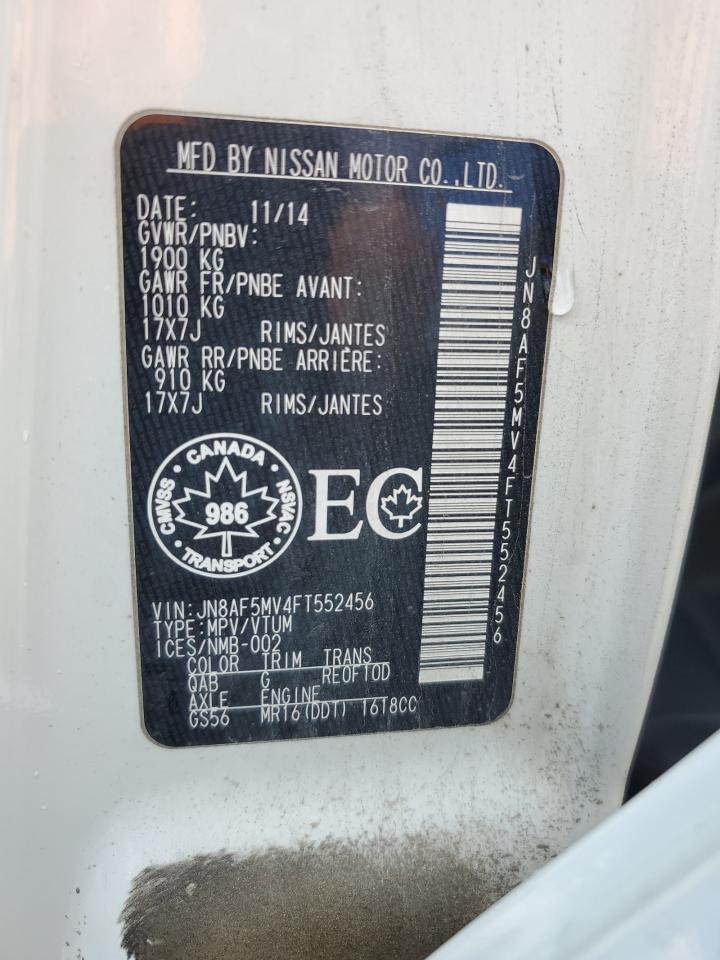 MFD BY NISSAN MOTOR CO.,LTD.
DATE: 11/14
GVWR/PNBV:
1900 KG
GAWR FR/PNBE AVANT:
1010 KG
17X7J RIMS/JANTES
GAWR RR/PNBE ARRIÈRE:
910 KG
17X7J RIMS/JANTES
JN8AF5MV4FT552456
CANADA
CMVSS 986 NSVAC
TRANSPORT
EC
VIN:JN8AF5MV4FT552456
TYPE:MPV/VTUM
ICES/NMB-002
COLOR TRIM TRANS
QAB G REOF10D
AXLE ENGINE
GS56 MR16(DDT) 16T8CC